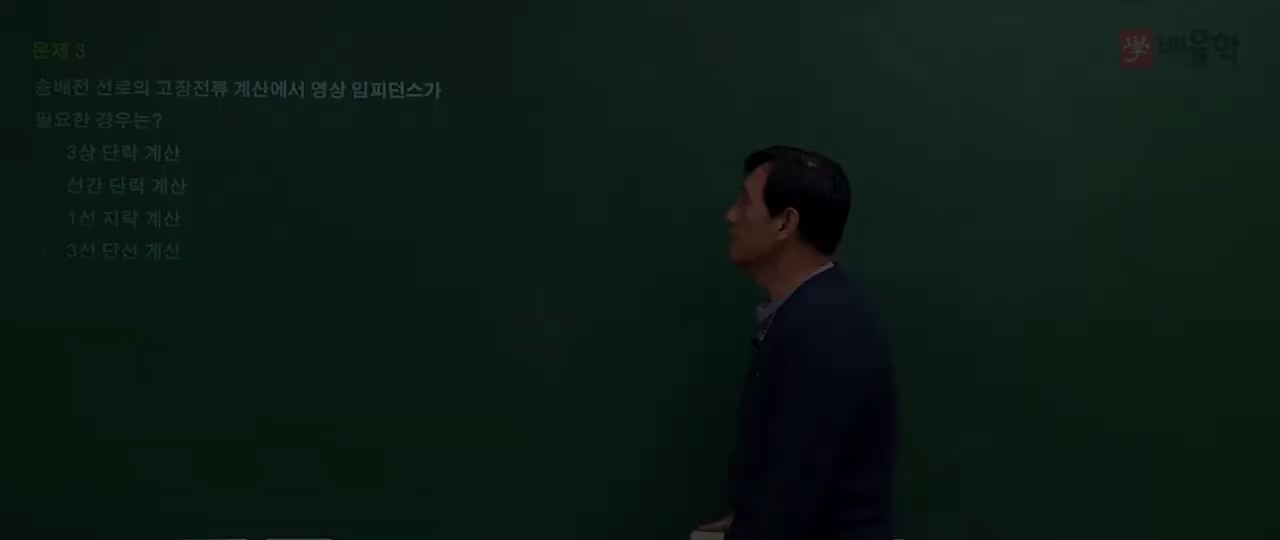 문제 3
배울학
송배전 선로의 고장전류 계산에서 영상 임피던스가
필요한 경우는?
3상 단락 계산
선간 단락 계산
1선 지락 계산
3선 단선 계산